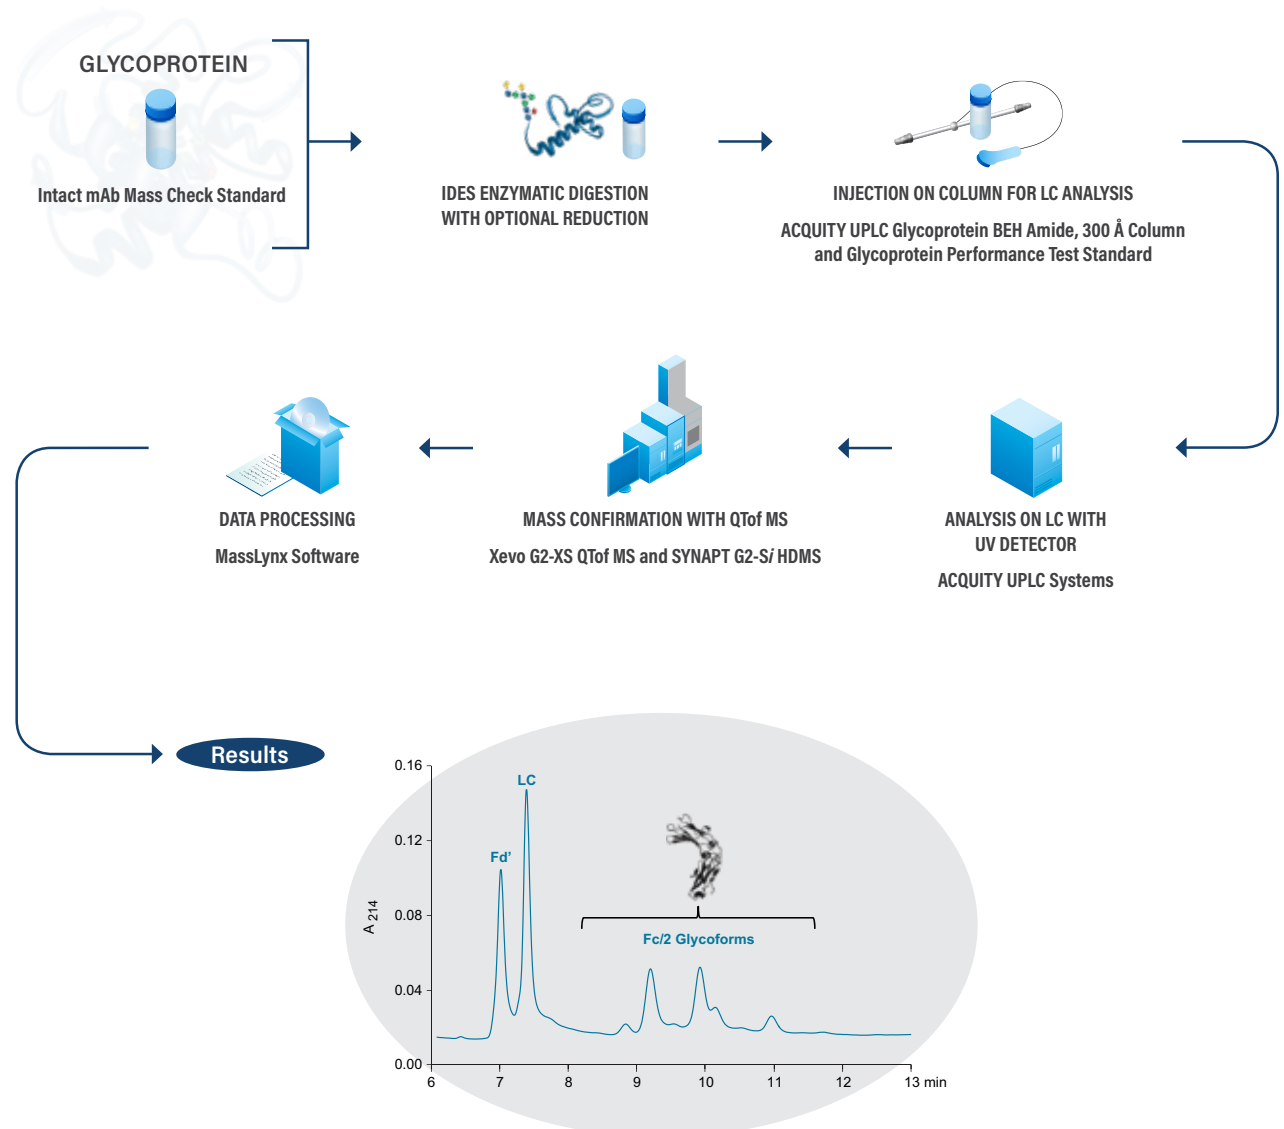 GLYCOPROTEIN
Intact mAb Mass Check Standard
IDES ENZYMATIC DIGESTION
WITH OPTIONAL REDUCTION
INJECTION ON COLUMN FOR LC ANALYSIS
ACQUITY UPLC Glycoprotein BEH Amide, 300 Å Column
and Glycoprotein Performance Test Standard
ANALYSIS ON LC WITH
UV DETECTOR
ACQUITY UPLC Systems
MASS CONFIRMATION WITH QTof MS
Xevo G2-XS QTof MS and SYNAPT G2-Si HDMS
DATA PROCESSING
MassLynx Software
Results
0.16
0.12
0.08
0.04
0.00
A 214
Fd’
LC
Fc/2 Glycoforms
6 7 8 9 10 11 12 13 min